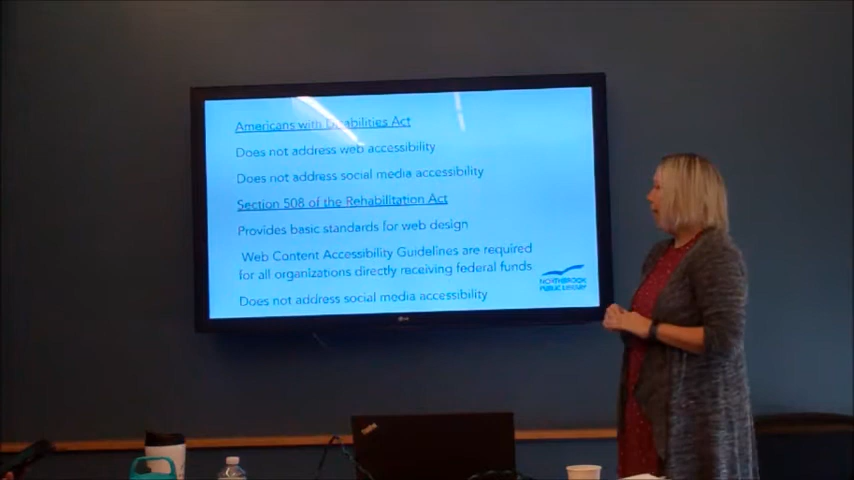 Americans with Disabilities Act
Does not address web accessibility
Does not address social media accessibility
Section 508 of the Rehabilitation Act
Provides basic standards for web design
Web Content Accessibility Guidelines are required
for all organizations directly receiving federal funds
Does not address social media accessibility
NORTHBROOK
PUBLIC LIBRARY
LG